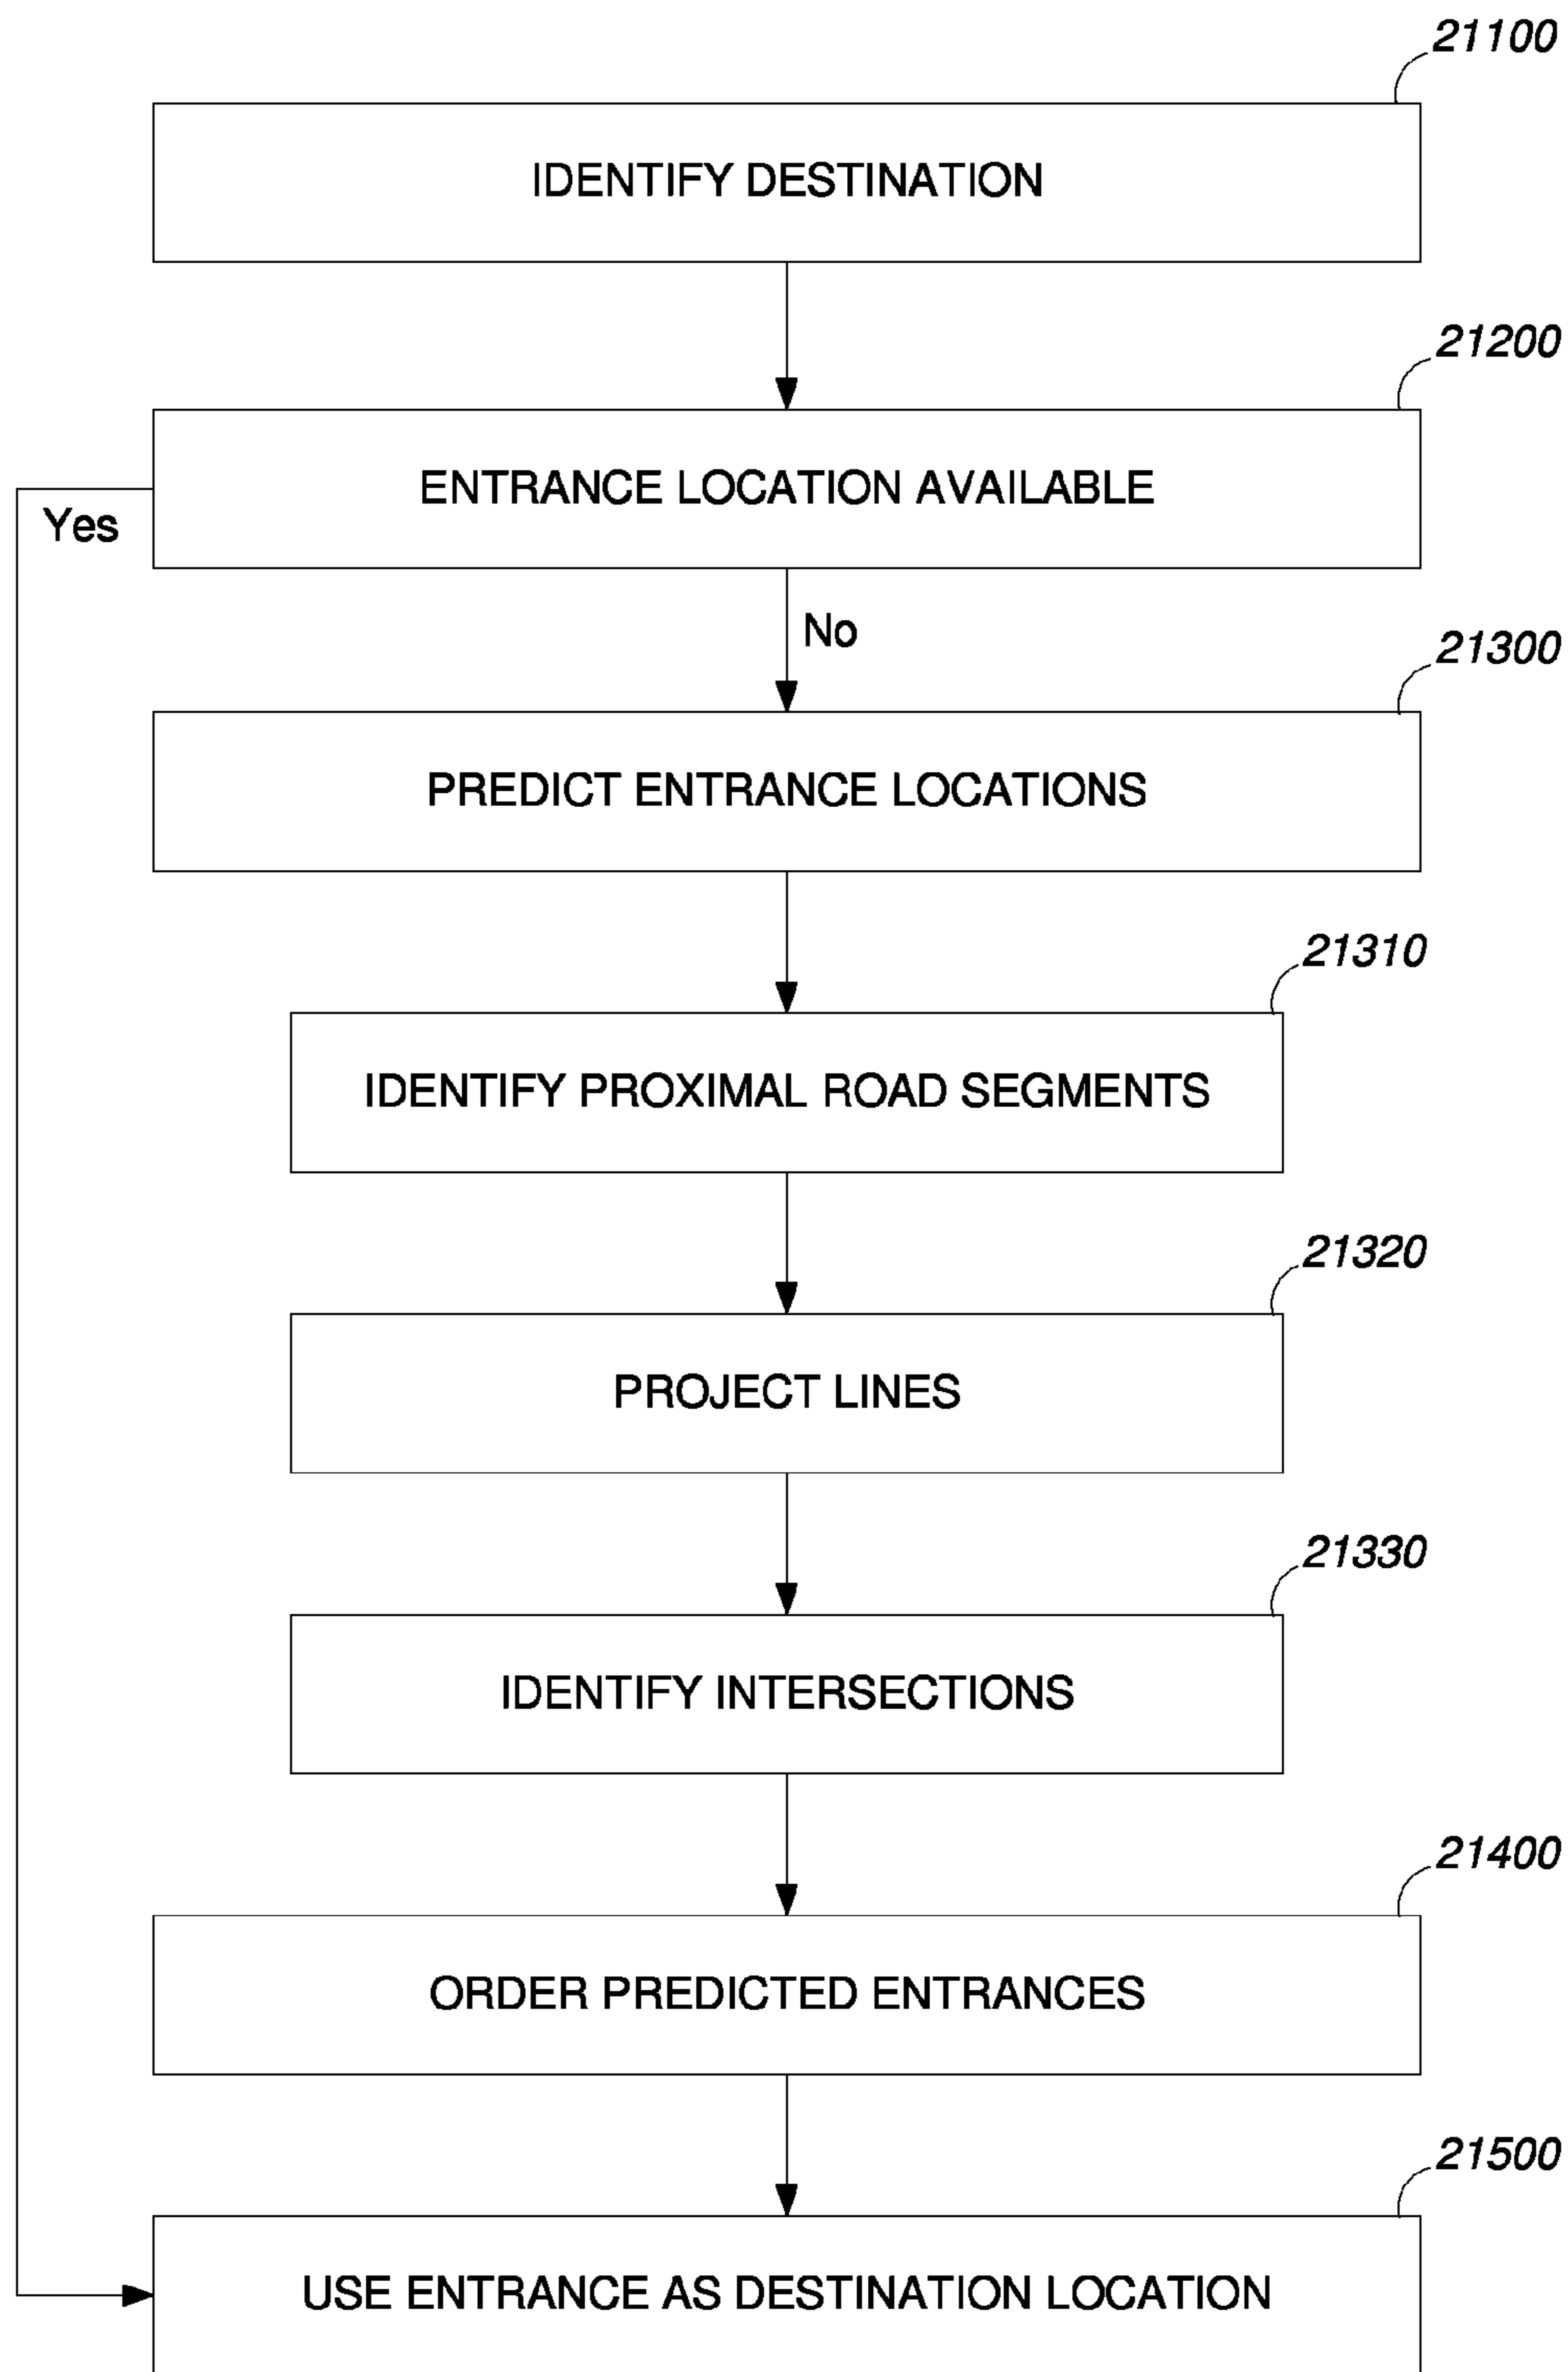 21100
IDENTIFY DESTINATION
21200
ENTRANCE LOCATION AVAILABLE
Yes
No
21300
PREDICT ENTRANCE LOCATIONS
21310
IDENTIFY PROXIMAL ROAD SEGMENTS
21320
PROJECT LINES
21330
IDENTIFY INTERSECTIONS
21400
ORDER PREDICTED ENTRANCES
21500
USE ENTRANCE AS DESTINATION LOCATION